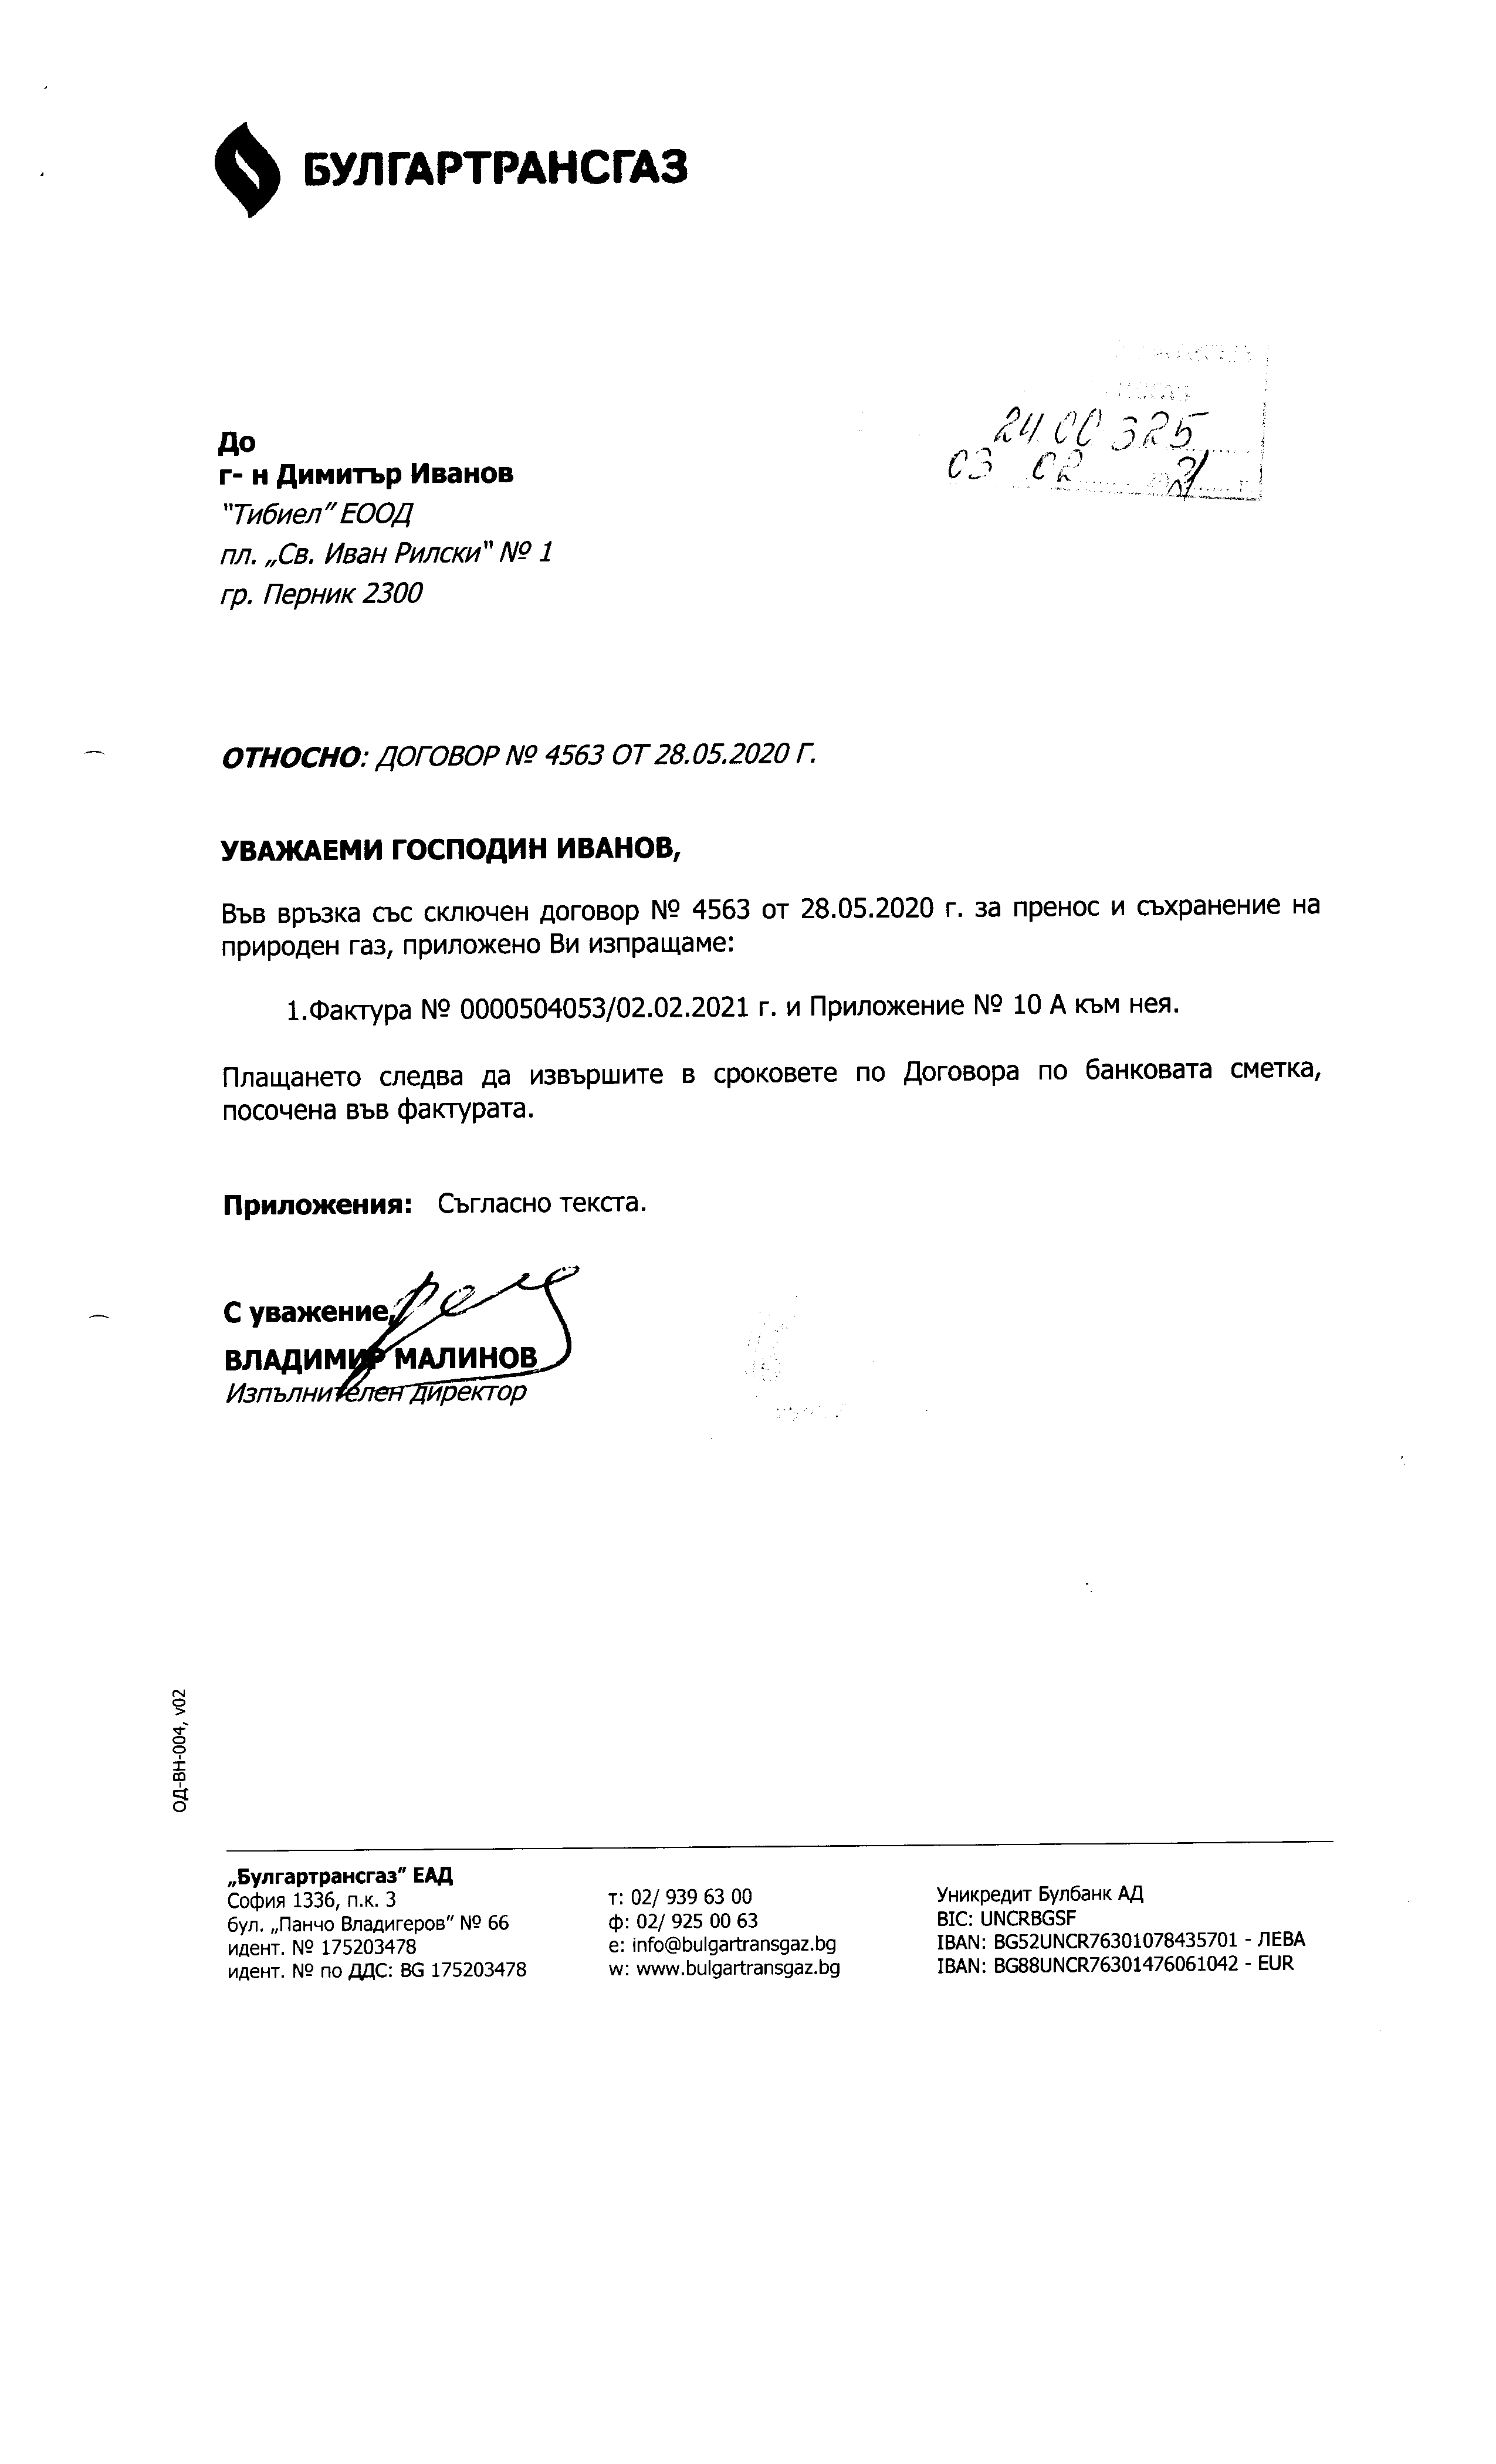 БУЛГАРТРАНСГАЗ
24 00 325
03 02 21
До
г- н Димитър Иванов
"Тибиел" ЕООД
пл. „Св. Иван Рилски" № 1
гр. Перник 2300
ОТНОСНО: ДОГОВОР № 4563 ОТ 28.05.2020 Г.
УВАЖАЕМИ ГОСПОДИН ИВАНОВ,
Във връзка със сключен договор № 4563 от 28.05.2020 г. за пренос и съхранение на
природен газ, приложено Ви изпращаме:
1.Фактура № 0000504053/02.02.2021 г. и Приложение № 10 А към нея.
Плащането следва да извършите в сроковете по Договора по банковата сметка,
посочена във фактурата.
Приложения: Съгласно текста.
С уважение,
ВЛАДИМИР МАЛИНОВ
Изпълнителен директор
ОД-ВН-004, v02
„Булгартрансгаз" ЕАД
София 1336, п.к. 3
бул. „Панчо Владигеров" № 66
идент. № 175203478
идент. № по ДДС: BG 175203478
т: 02/ 939 63 00
ф: 02/ 925 00 63
e: info@bulgartransgaz.bg
w: www.bulgartransgaz.bg
Уникредит Булбанк АД
BIC: UNCRBGSF
IBAN: BG52UNCR76301078435701 - ЛЕВА
IBAN: BG88UNCR76301476061042 - EUR